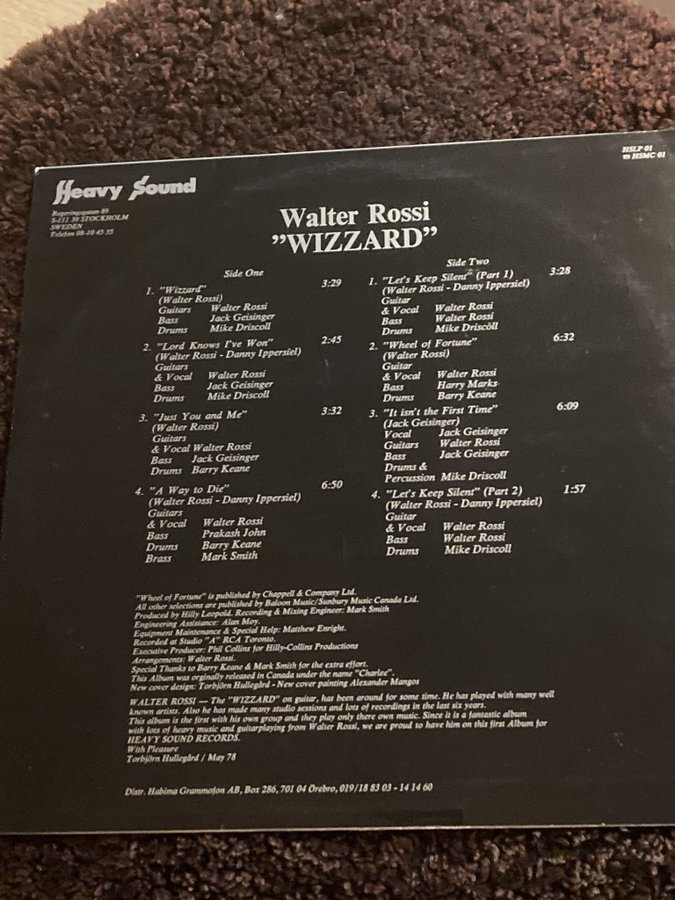 Heavy Sound
Regeringsgatan 89
S-111 39 STOCKHOLM
SWEDEN
Telefon 08-20 45 35
HSLP 01
HSMC 01
Walter Rossi
"WIZZARD"
Side One
1. "Wizzard" 3:29
(Walter Rossi)
Guitars Walter Rossi
Bass Jack Geisinger
Drums Mike Driscoll
2. "Lord Knows I've Won" 2:45
(Walter Rossi - Danny Ippersiel)
Guitars
& Vocal Walter Rossi
Bass Jack Geisinger
Drums Mike Driscoll
3. "Just You and Me" 3:32
(Walter Rossi)
Guitars
& Vocal Walter Rossi
Bass Jack Geisinger
Drums Barry Keane
4. "A Way to Die" 6:50
(Walter Rossi - Danny Ippersiel)
Guitars
& Vocal Walter Rossi
Bass Prakash John
Drums Barry Keane
Brass Mark Smith
Side Two
1. "Let's Keep Silent" (Part 1) 3:28
(Walter Rossi - Danny Ippersiel)
Guitar
& Vocal Walter Rossi
Bass Walter Rossi
Drums Mike Driscoll
2. "Wheel of Fortune" 6:32
(Walter Rossi)
Guitar
& Vocal Walter Rossi
Bass Harry Marks
Drums Barry Keane
3. "It isn't the First Time" 6:09
(Jack Geisinger)
Vocal Jack Geisinger
Guitars Walter Rossi
Bass Jack Geisinger
Drums &
Percussion Mike Driscoll
4. "Let's Keep Silent" (Part 2) 1:57
(Walter Rossi - Danny Ippersiel)
Guitar
& Vocal Walter Rossi
Bass Walter Rossi
Drums Mike Driscoll
"Wheel of Fortune" is published by Chappell & Company Ltd.
All other selections are published by Baloon Music/Sunbury Music Canada Ltd.
Produced by Hilly Leopold. Recording & Mixing Engineer: Mark Smith
Engineering Assistance: Alan Moy.
Equipment Maintenance & Special Help: Matthew Enright.
Recorded at Studio "A" RCA Toronto.
Executive Producer: Phil Collins for Hilly-Collins Productions
Arrangements: Walter Rossi.
Special Thanks to Barry Keane & Mark Smith for the extra effort.
This Album was orginally released in Canada under the name "Charlee".
New cover design: Torbjörn Hullegård - New cover painting Alexander Mangos
WALTER ROSSI — The "WIZZARD" on guitar, has been around for some time. He has played with many well
known artists. Also he has made many studio sessions and lots of recordings in the last six years.
This album is the first with his own group and they play only there own music. Since it is a fantastic album
with lots of heavy music and guitarplaying from Walter Rossi, we are proud to have him on this first Album for
HEAVY SOUND RECORDS.
With Pleasure
Torbjörn Hullegård / May 78
Distr. Habima Grammofon AB, Box 286, 701 04 Örebro, 019/18 83 03 - 14 14 60